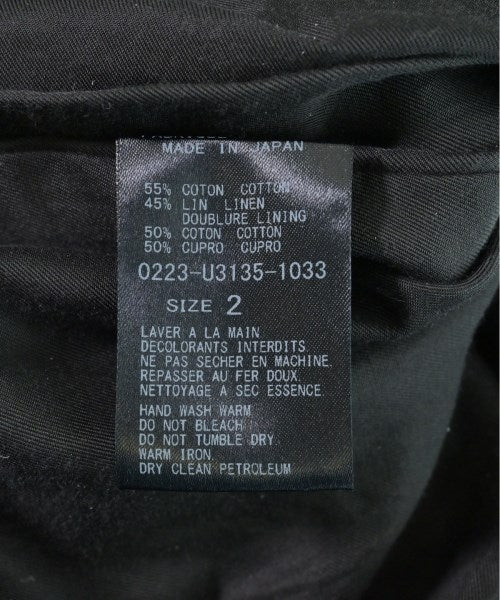 MADE IN JAPAN
55% COTON COTTON
45% LIN LINEN
DOUBLURE LINING
50% COTON COTTON
50% CUPRO CUPRO
0223-U3135-1033
SIZE 2
LAVER A LA MAIN
DECOLORANTS INTERDITS
NE PAS SECHER EN MACHINE.
REPASSER AU FER DOUX.
NETTOYAGE A SEC ESSENCE.
HAND WASH WARM
DO NOT BLEACH
DO NOT TUMBLE DRY.
WARM IRON.
DRY CLEAN PETROLEUM